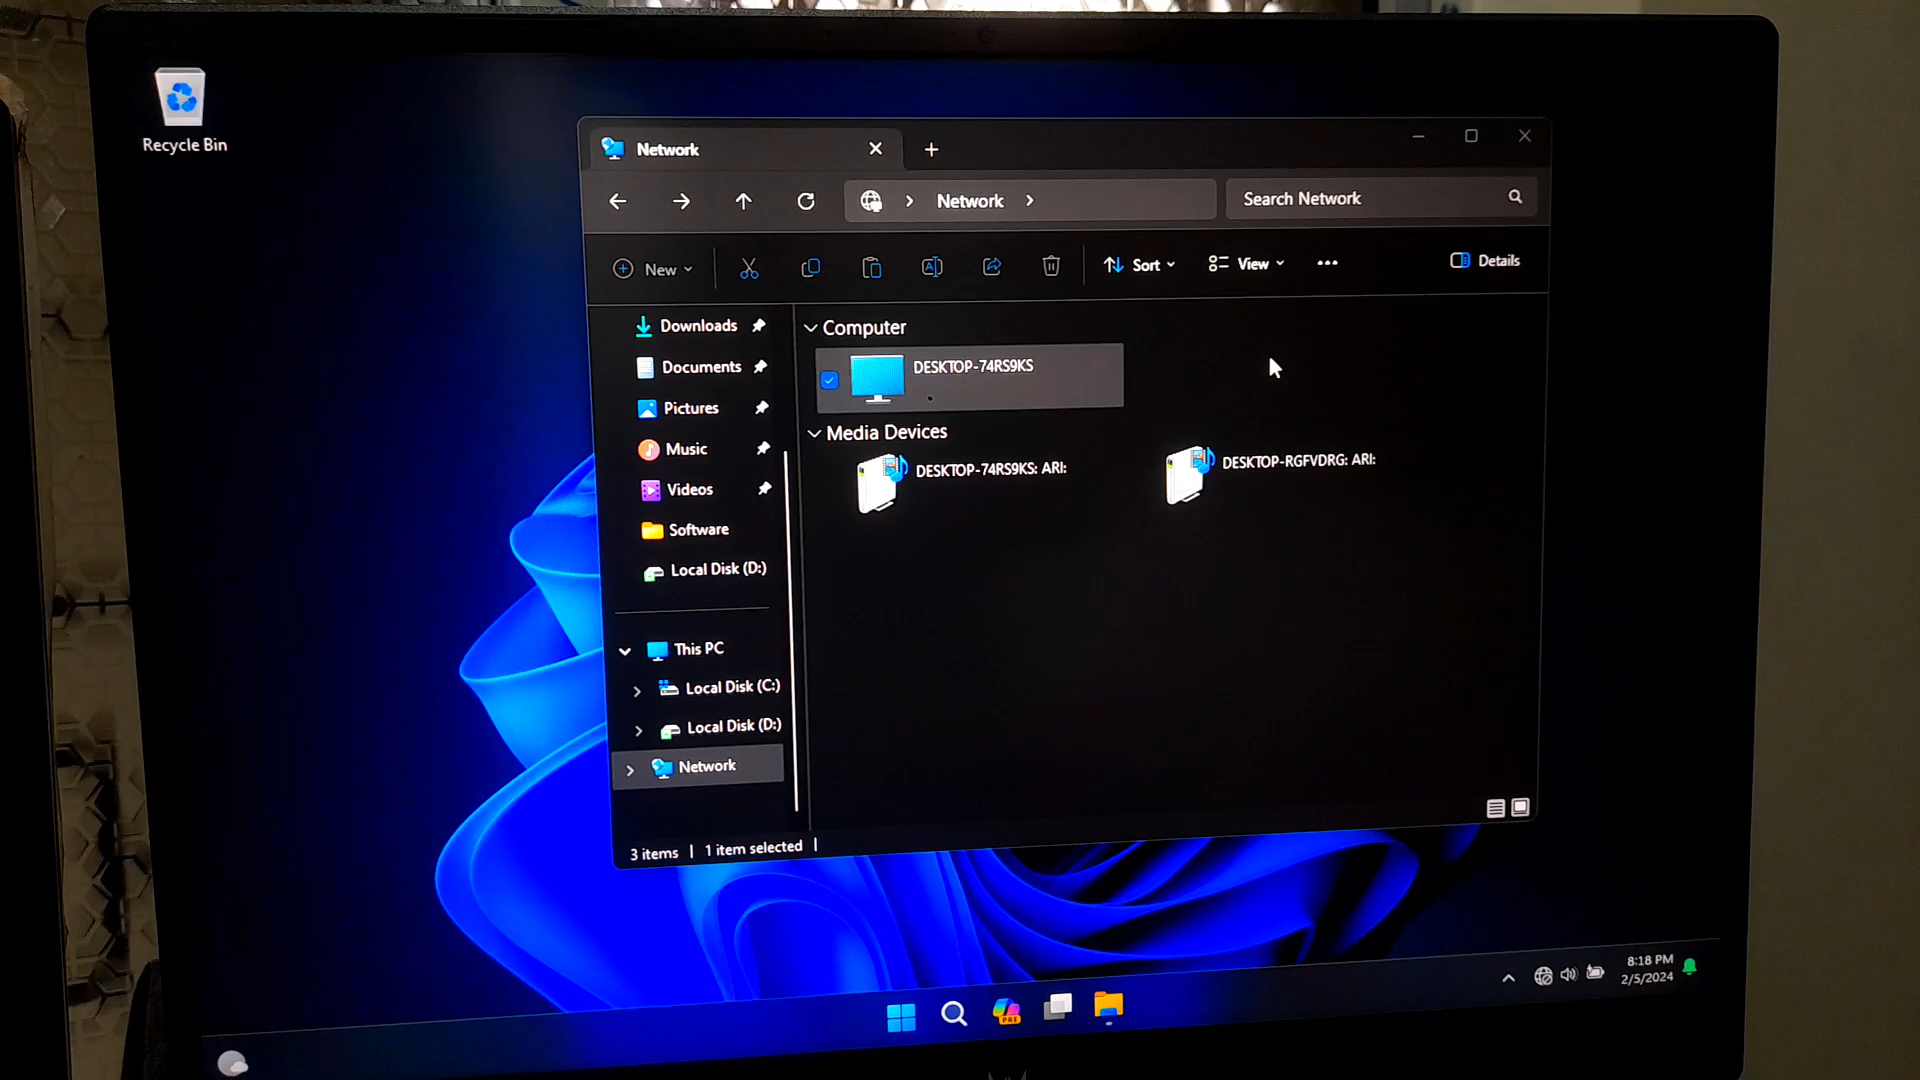 Recycle Bin
Network
Network
Search Network
New
Sort
View
Details
Downloads
Documents
Pictures
Music
Videos
Software
Local Disk (D:)
This PC
Local Disk (C:)
Local Disk (D:)
Network
Computer
DESKTOP-74RS9KS
Media Devices
DESKTOP-74RS9KS: ARI:
DESKTOP-RGFVDRG: ARI:
3 items
1 item selected
PRE
8:18 PM
2/5/2024